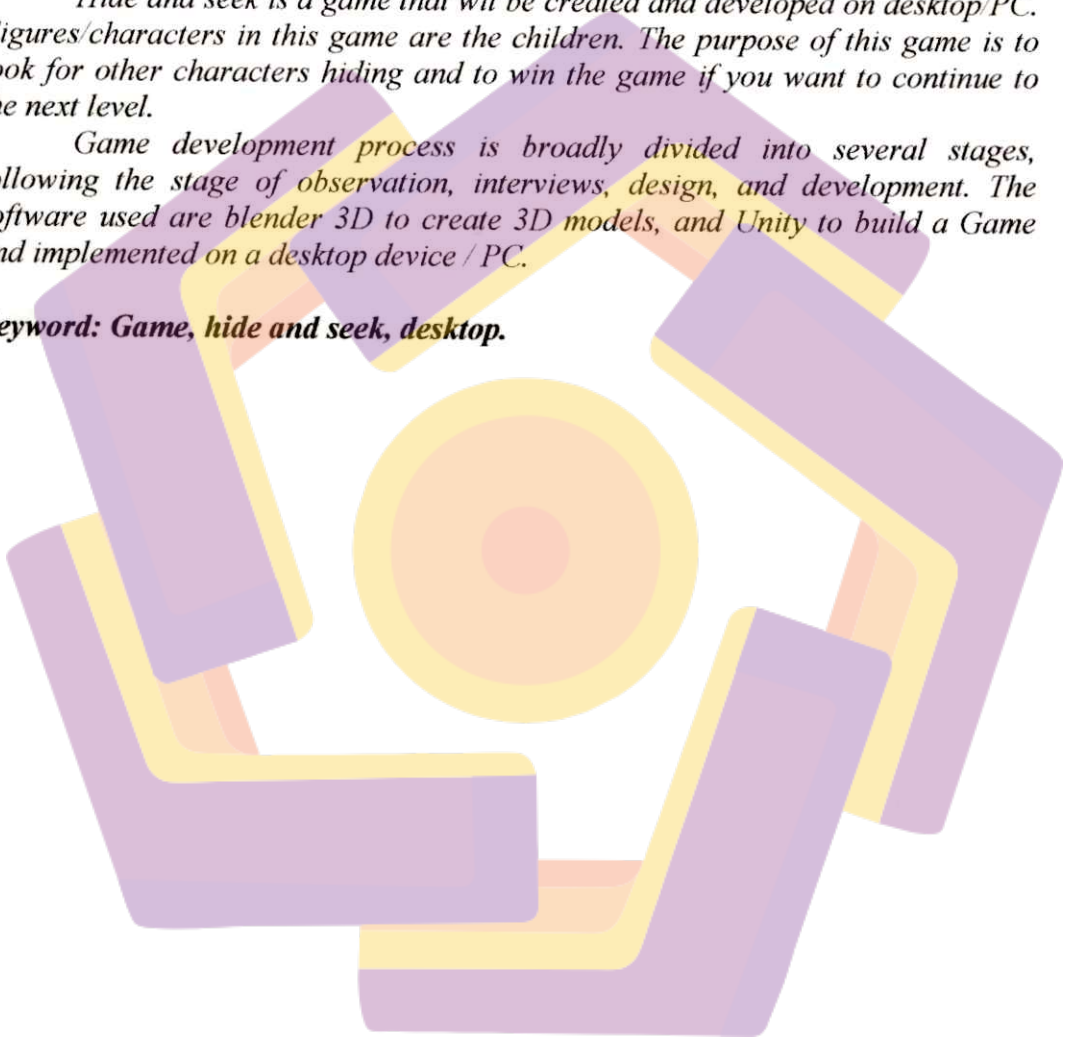 Hide and seek is a game that wil be created and developed on desktop/PC.
igures/characters in this game are the children. The purpose of this game is to
ok for other characters hiding and to win the game if you want to continue to
e next level.
Game development process is broadly divided into several stages,
llowing the stage of observation, interviews, design, and development. The
ftware used are blender 3D to create 3D models, and Unity to build a Game
nd implemented on a desktop device / PC.
eyword: Game, hide and seek, desktop.